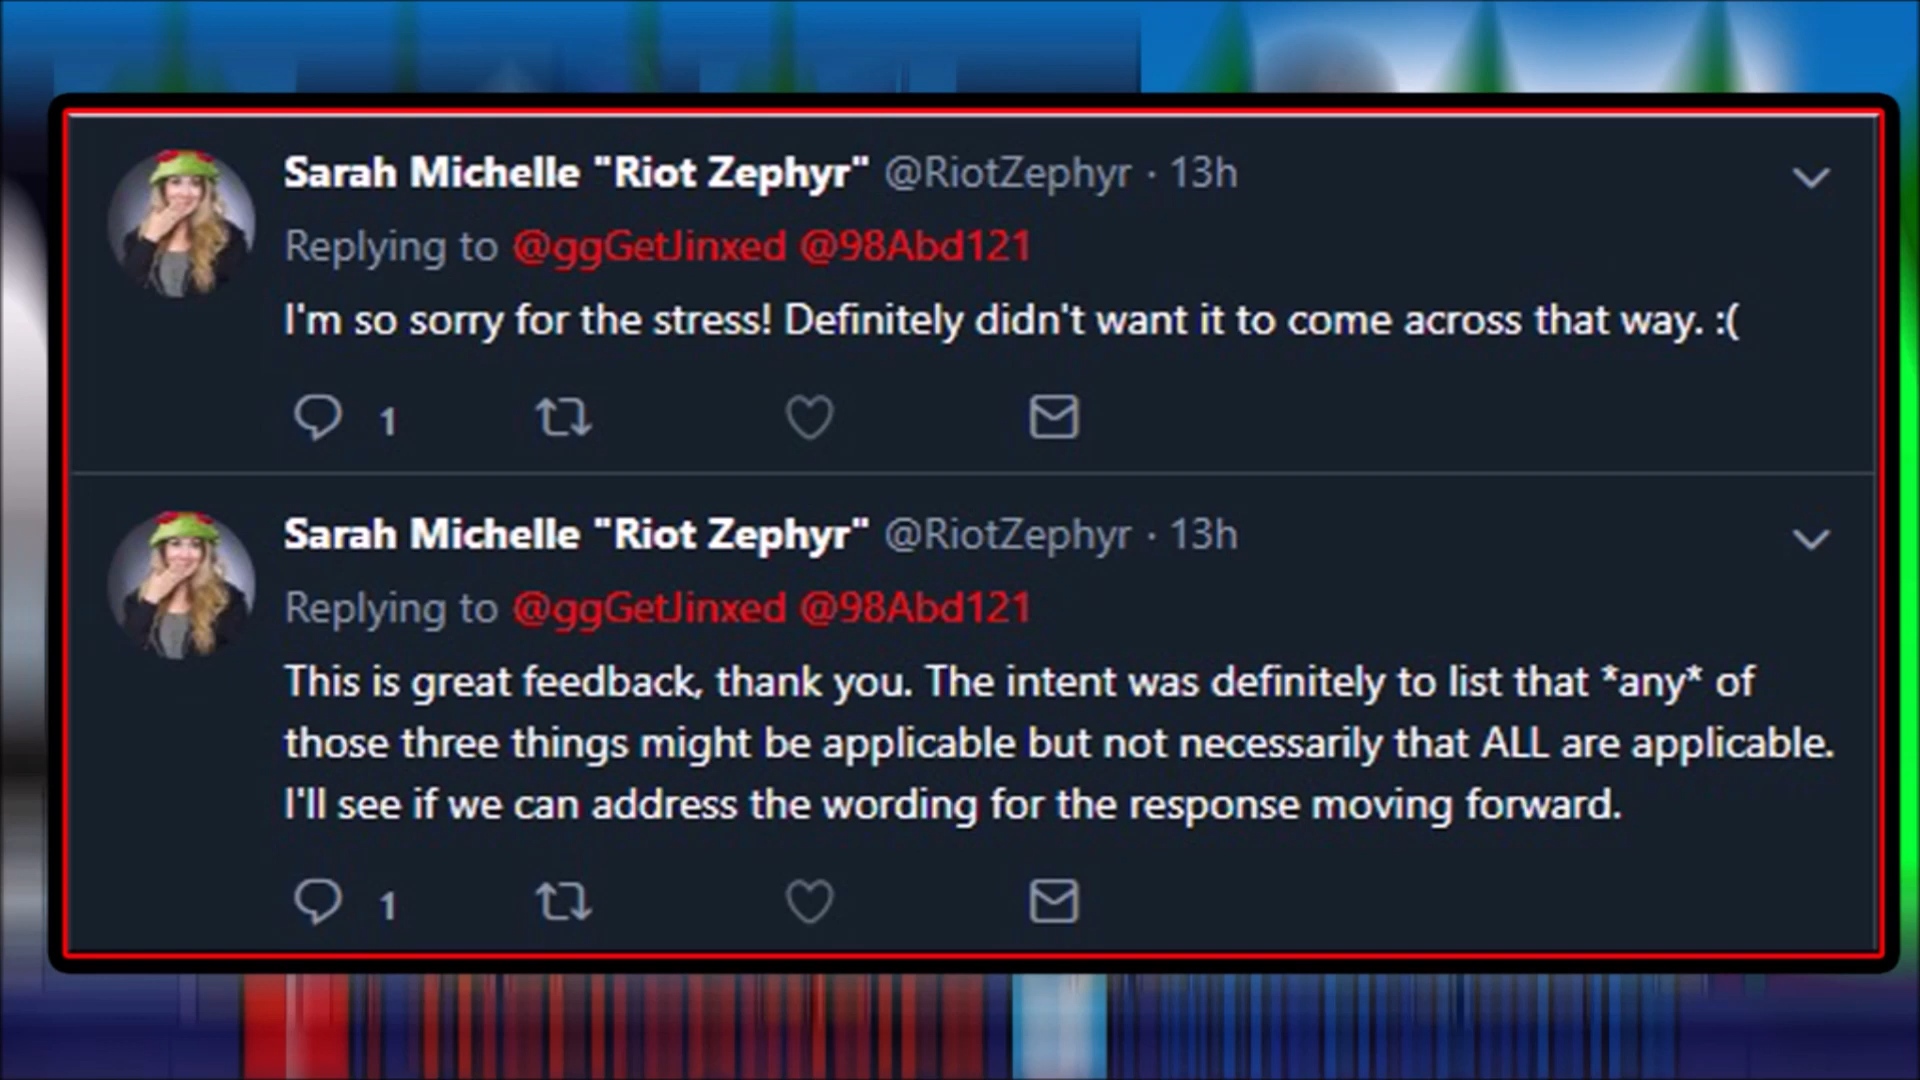 Sarah Michelle "Riot Zephyr" @RiotZephyr · 13h
Replying to @ggGetJinxed @98Abd121
I'm so sorry for the stress! Definitely didn't want it to come across that way. :(
1
Sarah Michelle "Riot Zephyr" @RiotZephyr · 13h
Replying to @ggGetJinxed @98Abd121
This is great feedback, thank you. The intent was definitely to list that *any* of
those three things might be applicable but not necessarily that ALL are applicable.
I'll see if we can address the wording for the response moving forward.
1